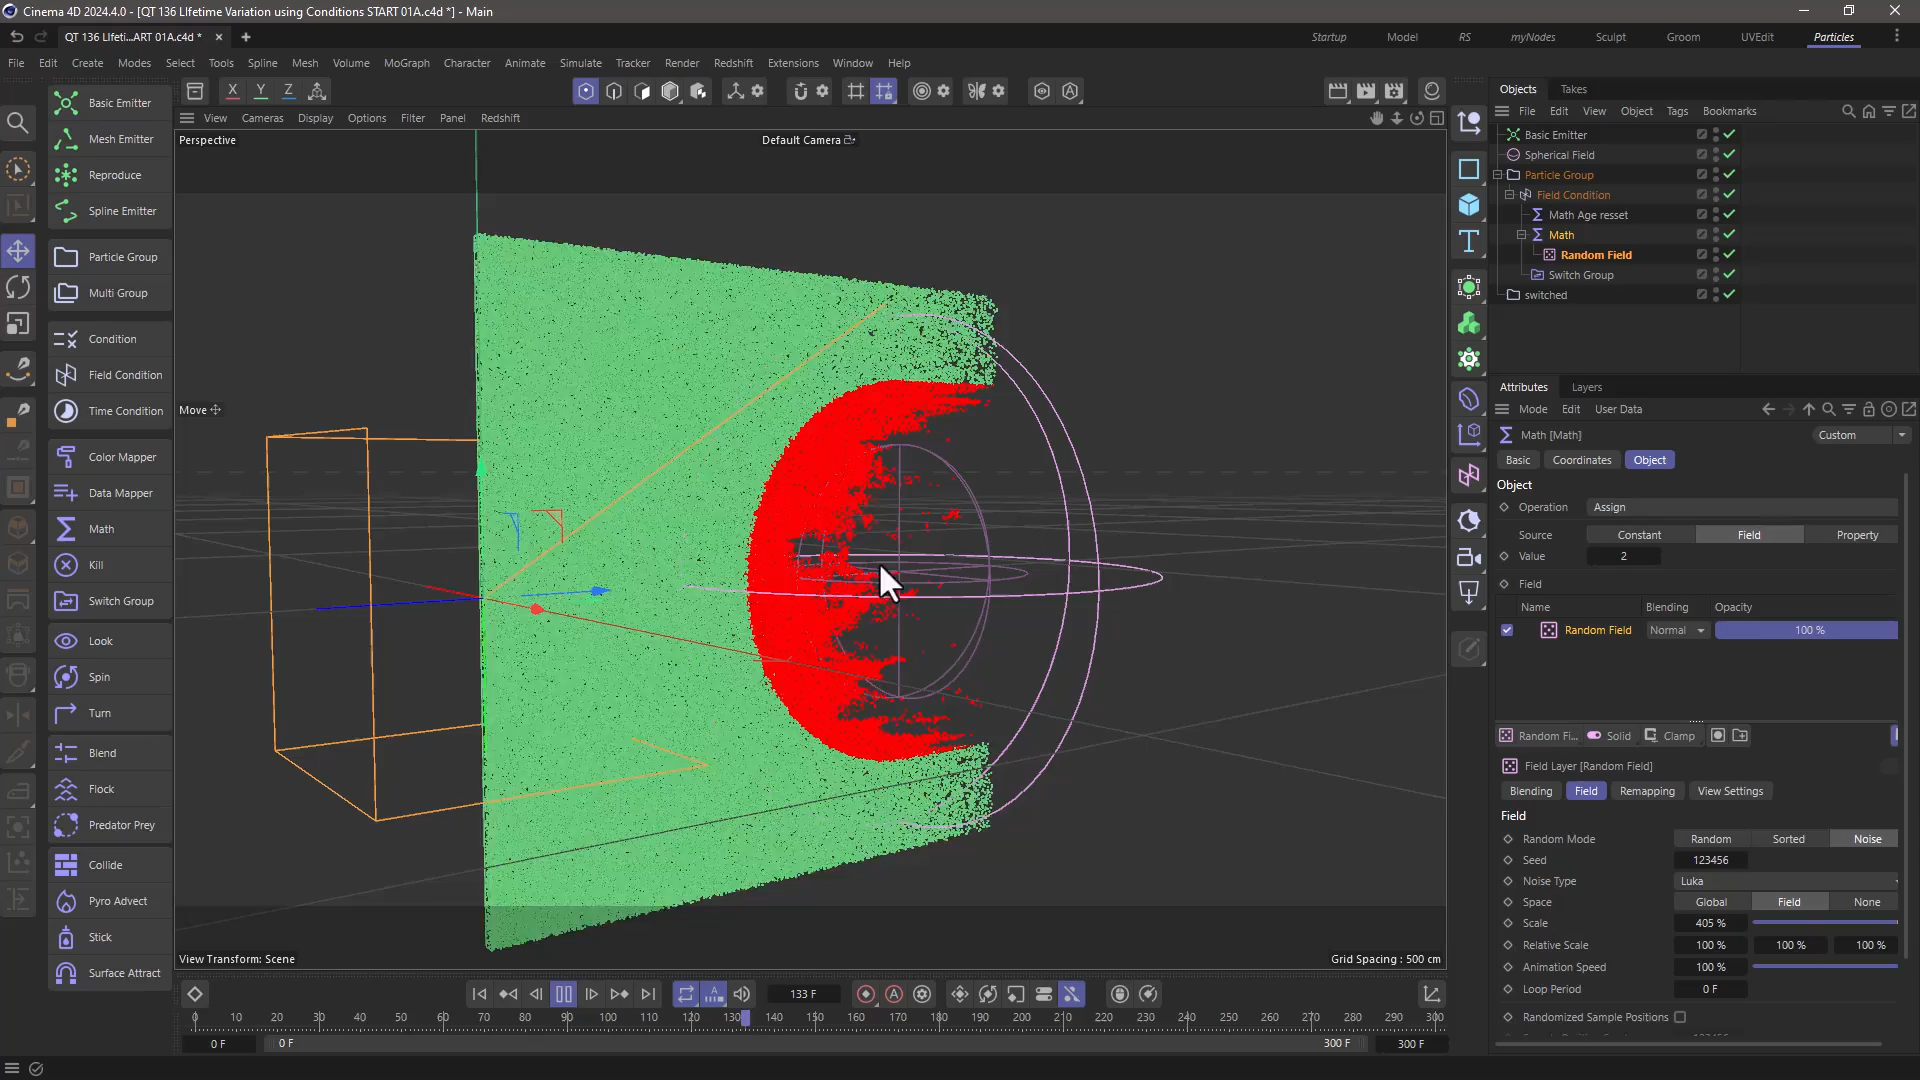 Cinema 4D 2024.4.0 - [QT 136 LIfetime Variation using Conditions START 01A.c4d *] - Main
QT 136 LIfeti...ART 01A.c4d *
Startup Model RS myNodes Sculpt Groom UVEdit Particles
File Edit Create Modes Select Tools Spline Mesh Volume MoGraph Character Animate Simulate Tracker Render Redshift Extensions Window Help
X Y Z
View Cameras Display Options Filter Panel Redshift
Perspective
Default Camera
Move
View Transform: Scene
Grid Spacing : 500 cm
Basic Emitter
Mesh Emitter
Reproduce
Spline Emitter
Particle Group
Multi Group
Condition
Field Condition
Time Condition
Color Mapper
Data Mapper
Math
Kill
Switch Group
Look
Spin
Turn
Blend
Flock
Predator Prey
Collide
Pyro Advect
Stick
Surface Attract
Objects Takes
File Edit View Object Tags Bookmarks
Basic Emitter
Spherical Field
Particle Group
Field Condition
Math Age resset
Math
Random Field
Switch Group
switched
Attributes Layers
Mode Edit User Data
Math [Math]
Custom
Basic Coordinates Object
Object
Operation Assign
Source Constant Field Property
Value 2
Field
Name Blending Opacity
Random Field Normal 100 %
Random Fi... Solid Clamp
Field Layer [Random Field]
Blending Field Remapping View Settings
Field
Random Mode Random Sorted Noise
Seed 123456
Noise Type Luka
Space Global Field None
Scale 405 %
Relative Scale 100 % 100 % 100 %
Animation Speed 100 %
Loop Period 0 F
Randomized Sample Positions
133 F
0 10 20 30 40 50 60 70 80 90 100 110 120 130 140 150 160 170 180 190 200 210 220 230 240 250 260 270 280 290 300
0 F 0 F 300 F 300 F